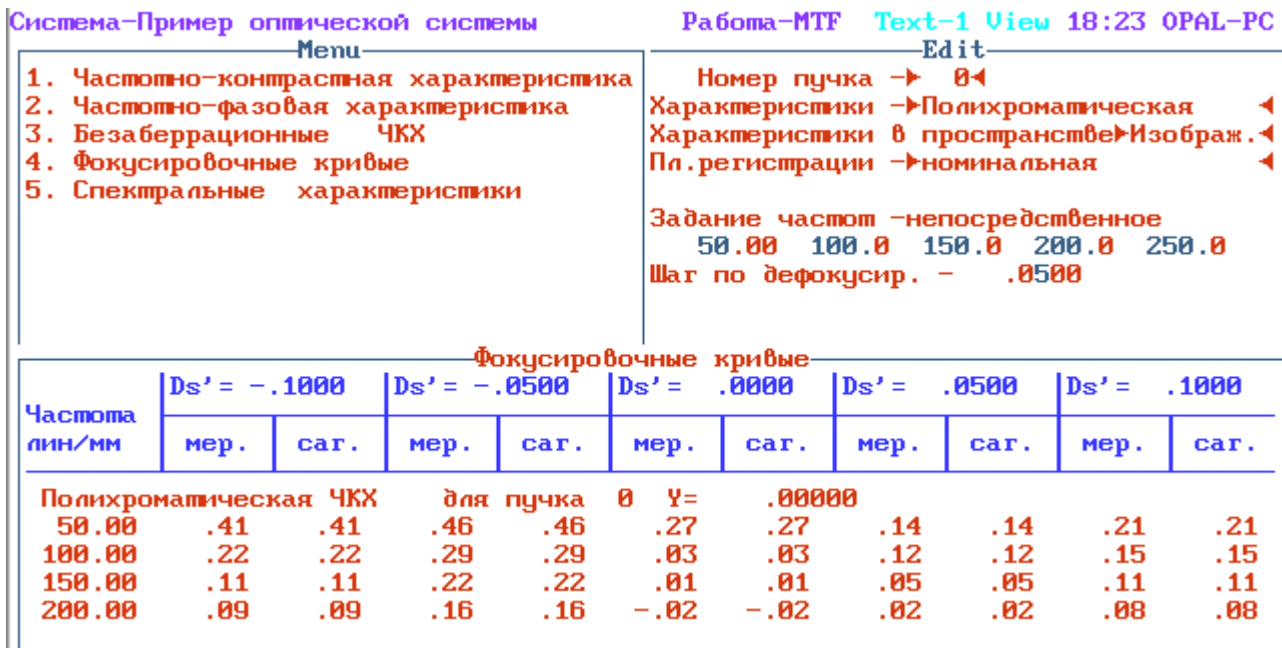 Система-Пример оптической системы Работа-MTF Text-1 View 18:23 OPAL-PC
Menu
1. Частотно-контрастная характеристика
2. Частотно-фазовая характеристика
3. Безаберрационные ЧКХ
4. Фокусировочные кривые
5. Спектральные характеристики
Edit
Номер пучка -► 0◄
Характеристики -►Полихроматическая ◄
Характеристики в пространстве►Изображ.◄
Пл.регистрации -►номинальная ◄
Задание частот -непосредственное
50.00 100.0 150.0 200.0 250.0
Шаг по дефокусир. - .0500
Фокусировочные кривые
Частота лин/мм Ds'= -.1000 Ds'= -.0500 Ds'= .0000 Ds'= .0500 Ds'= .1000
мер. саг. мер. саг. мер. саг. мер. саг. мер. саг.
Полихроматическая ЧКХ для пучка 0 Y= .00000
50.00 .41 .41 .46 .46 .27 .27 .14 .14 .21 .21
100.00 .22 .22 .29 .29 .03 .03 .12 .12 .15 .15
150.00 .11 .11 .22 .22 .01 .01 .05 .05 .11 .11
200.00 .09 .09 .16 .16 -.02 -.02 .02 .02 .08 .08